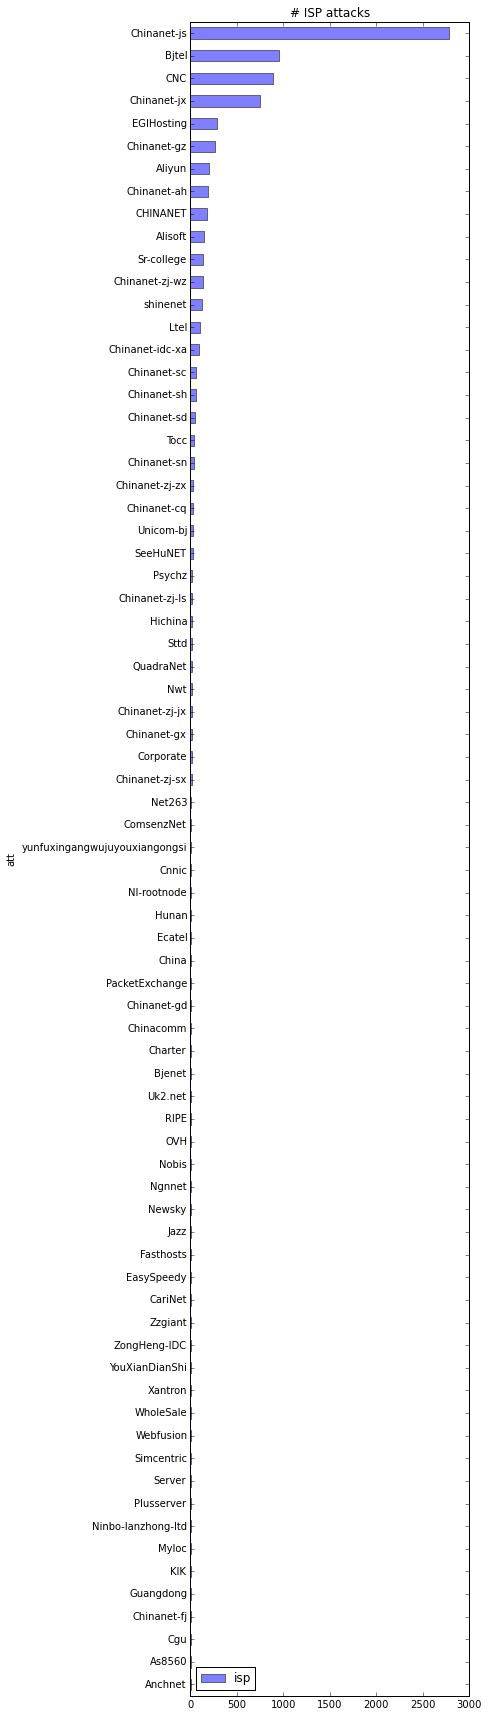 # ISP attacks
Chinanet-js
Bjtel
CNC
Chinanet-jx
EGIHosting
Chinanet-gz
Aliyun
Chinanet-ah
CHINANET
Alisoft
Sr-college
Chinanet-zj-wz
shinenet
Ltel
Chinanet-idc-xa
Chinanet-sc
Chinanet-sh
Chinanet-sd
Tocc
Chinanet-sn
Chinanet-zj-zx
Chinanet-cq
Unicom-bj
SeeHuNET
Psychz
Chinanet-zj-ls
Hichina
Sttd
QuadraNet
Nwt
Chinanet-zj-jx
Chinanet-gx
Corporate
Chinanet-zj-sx
Net263
ComsenzNet
yunfuxingangwujuyouxiangongsi
att
Cnnic
Nl-rootnode
Hunan
Ecatel
China
PacketExchange
Chinanet-gd
Chinacomm
Charter
Bjenet
Uk2.net
RIPE
OVH
Nobis
Ngnnet
Newsky
Jazz
Fasthosts
EasySpeedy
CariNet
Zzgiant
ZongHeng-IDC
YouXianDianShi
Xantron
WholeSale
Webfusion
Simcentric
Server
Plusserver
Ninbo-lanzhong-ltd
Myloc
KIK
Guangdong
Chinanet-fj
Cgu
As8560
Anchnet
isp
0 500 1000 1500 2000 2500 3000